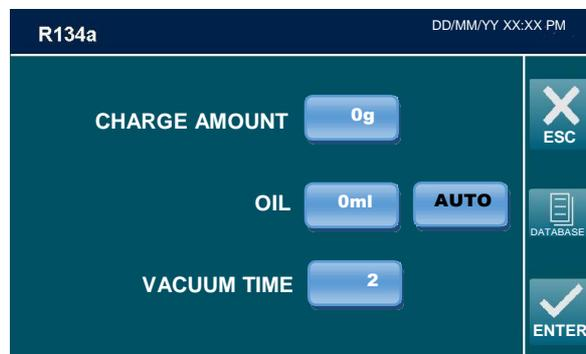 R134a
DD/MM/YY XX:XX PM
CHARGE AMOUNT 0g
ESC
OIL 0ml AUTO
DATABASE
VACUUM TIME 2
ENTER